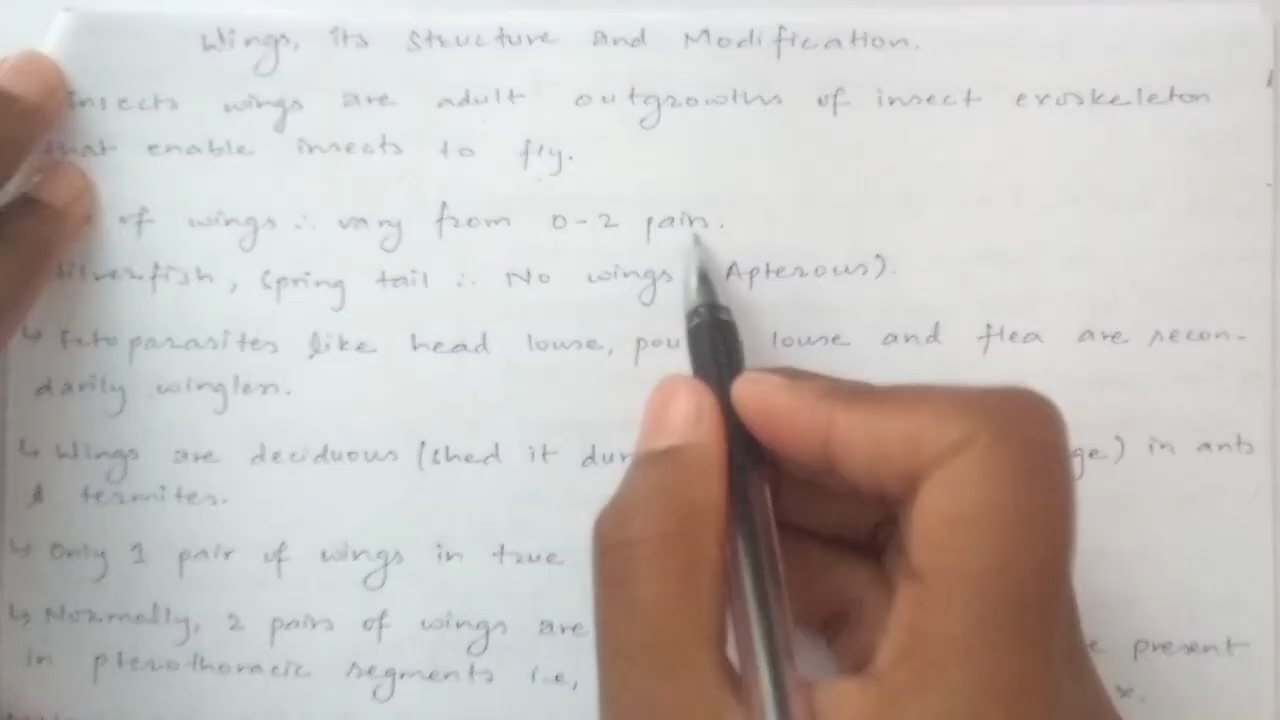 Wings, its structure and Modification.
Insects wings are adult outgrowths of insect exoskeleton
that enable insects to fly.
of wings ∴ vary from 0-2 pairs.
Silverfish, Spring tail ∴ No wings Apterous).
↳ Ectoparasites like head louse, louse and flea are secon-
darily wingless.
↳ Wings are deciduous (shed it in ants
& termites.
↳ Only 1 pair of wings in true
↳ Normally, 2 pairs of wings are present
in pterothoracic segments i.e,